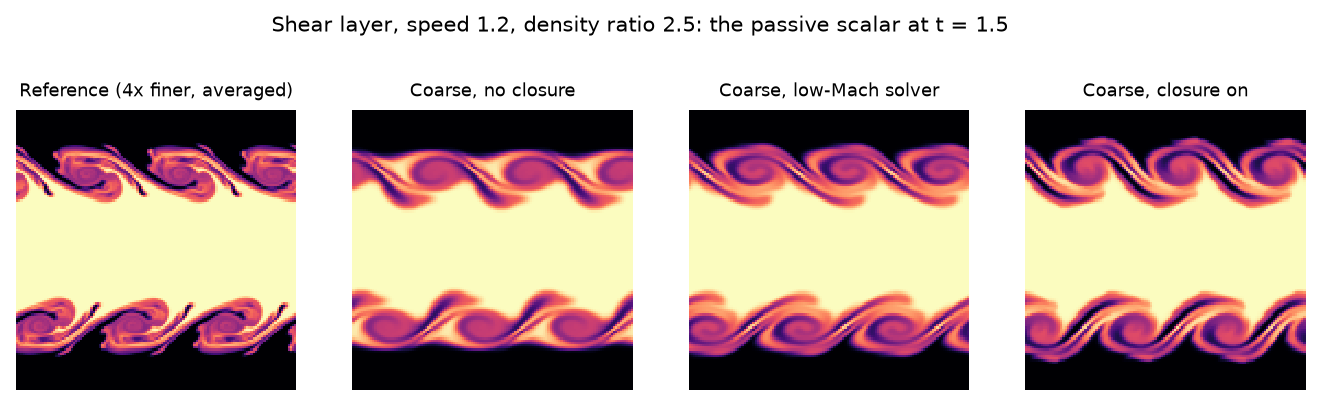 Shear layer, speed 1.2, density ratio 2.5: the passive scalar at t = 1.5
Reference (4x finer, averaged)
Coarse, no closure
Coarse, low-Mach solver
Coarse, closure on